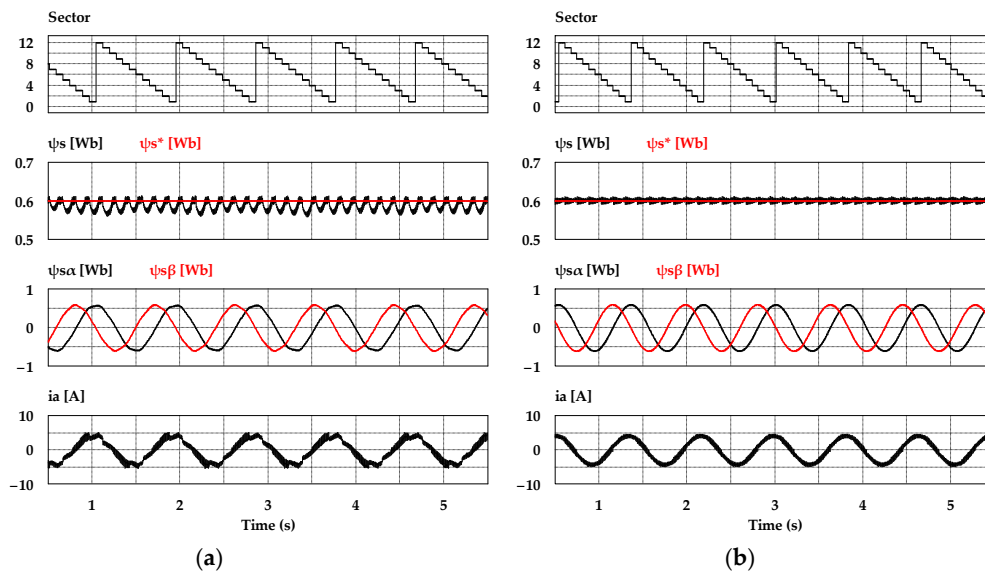 Sector
12
8
4
0
ψs [Wb] ψs* [Wb]
0.7
0.6
0.5
ψsα [Wb] ψsβ [Wb]
1
0
−1
ia [A]
10
0
−10
1 2 3 4 5
Time (s)
(a)
Sector
12
8
4
0
ψs [Wb] ψs* [Wb]
0.7
0.6
0.5
ψsα [Wb] ψsβ [Wb]
1
0
−1
ia [A]
10
0
−10
1 2 3 4 5
Time (s)
(b)